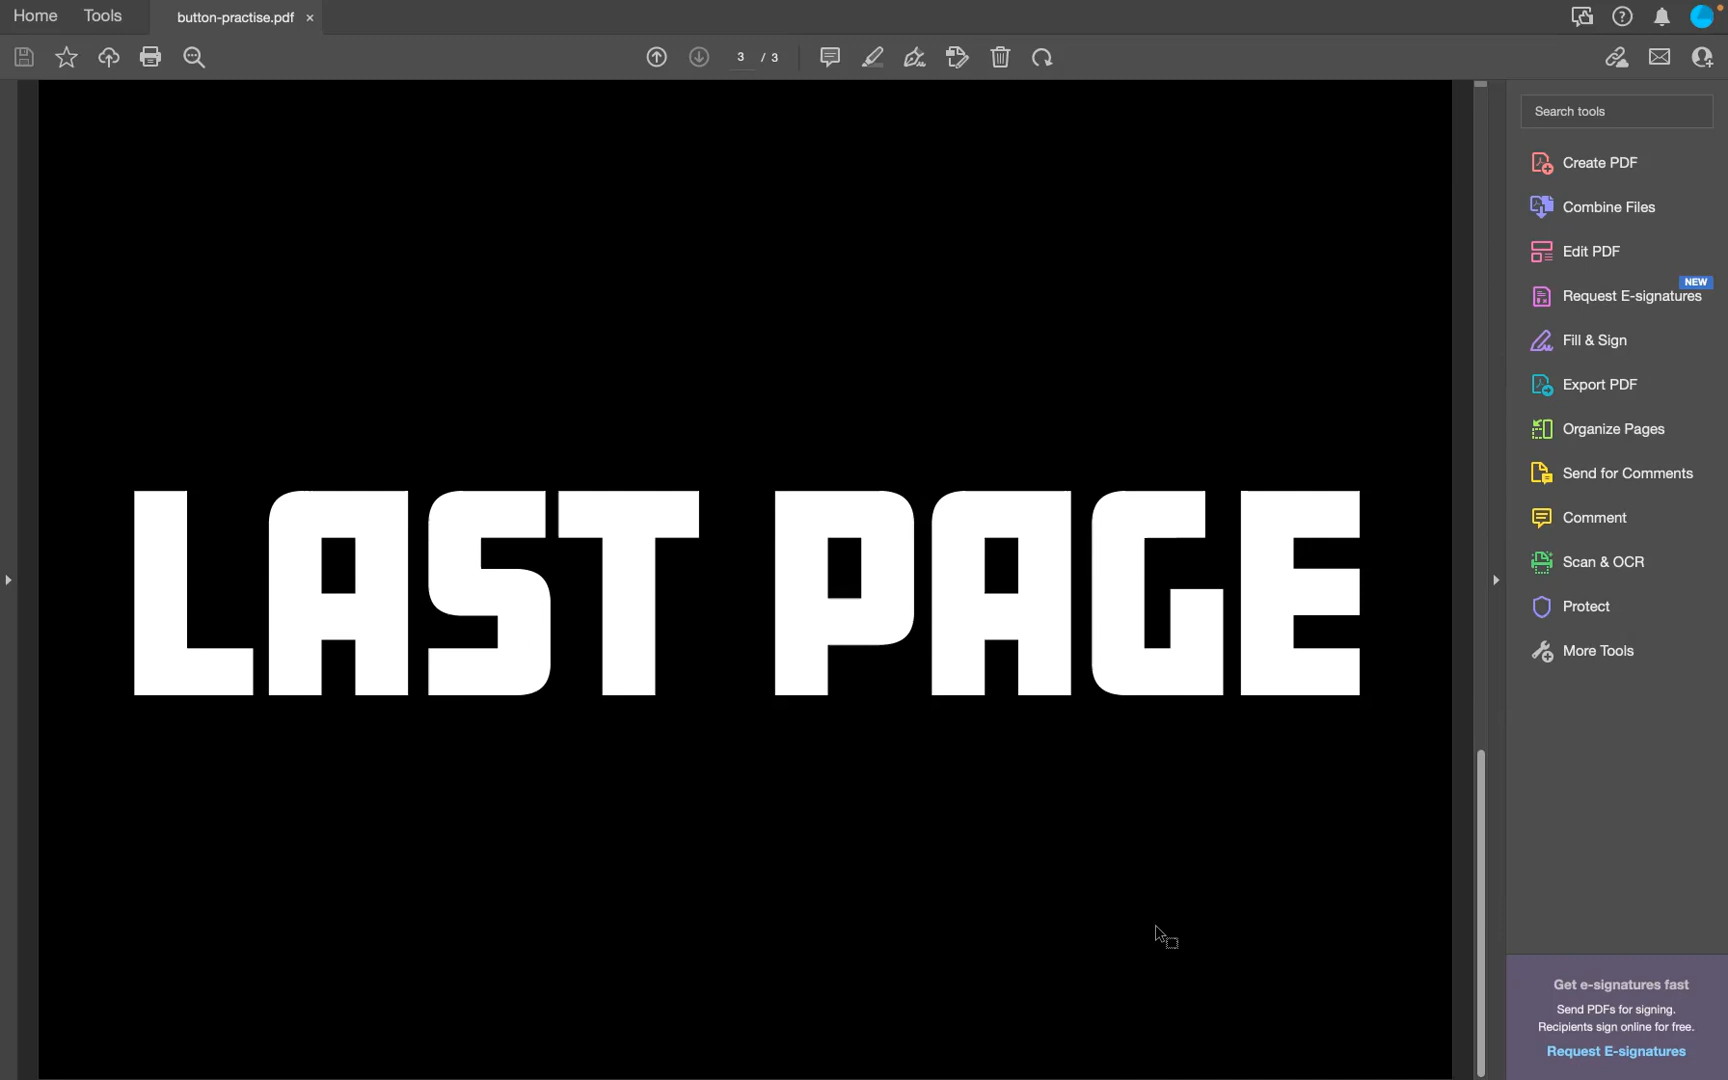 Home Tools button-practise.pdf ×
3 / 3
Search tools
Create PDF
Combine Files
Edit PDF
NEW
Request E-signatures
Fill & Sign
Export PDF
Organize Pages
Send for Comments
Comment
Scan & OCR
Protect
More Tools
LAST PAGE
Get e-signatures fast
Send PDFs for signing.
Recipients sign online for free.
Request E-signatures